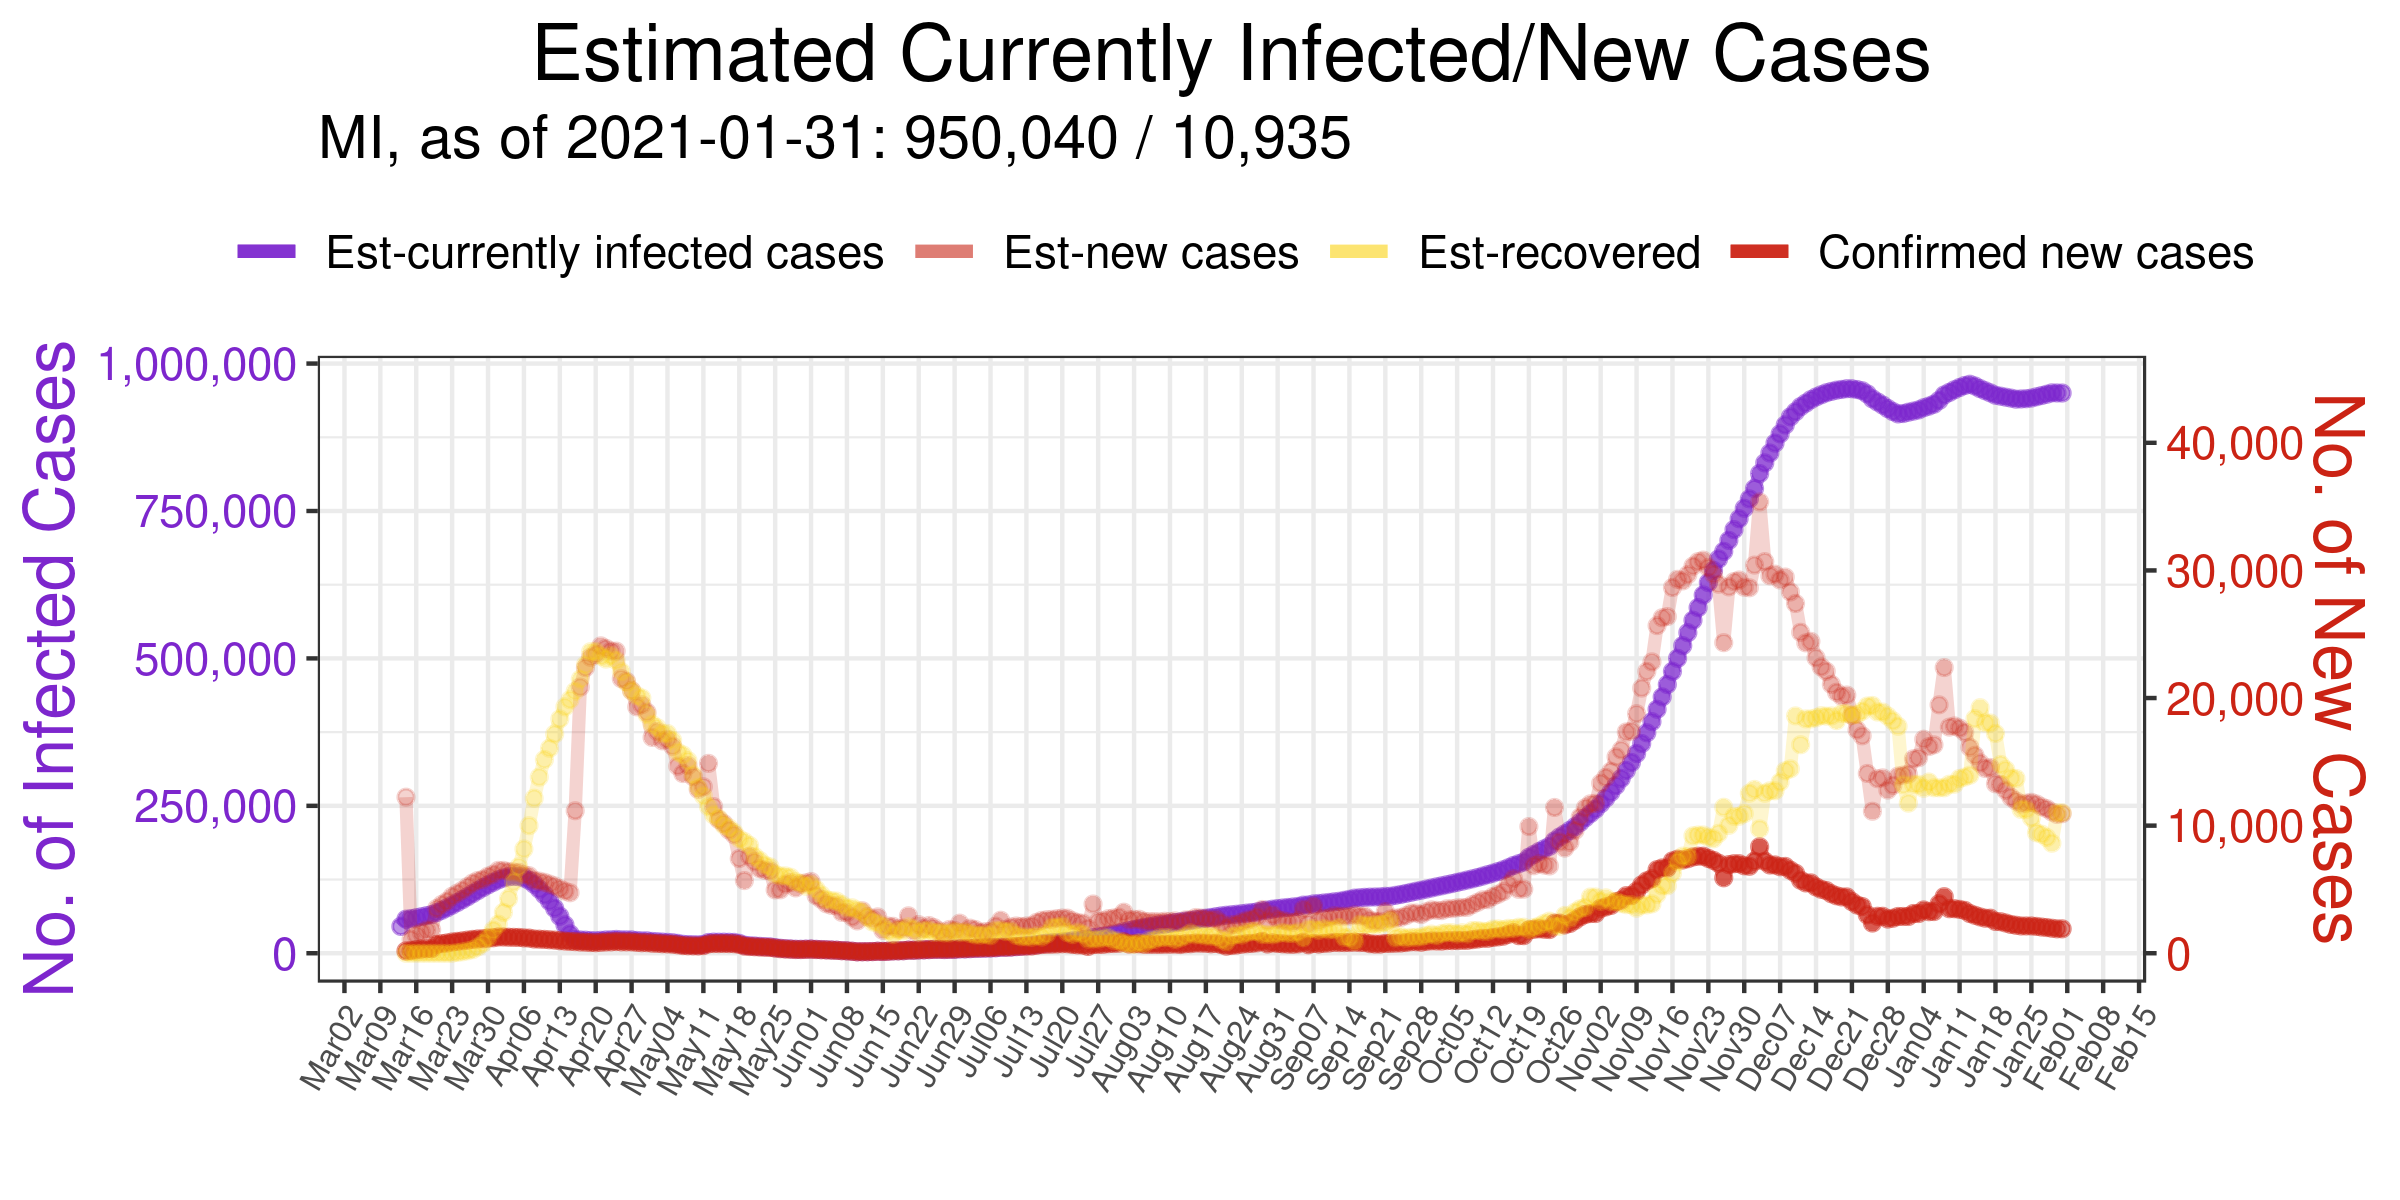 Estimated Currently Infected/New Cases
MI, as of 2021-01-31: 950,040 / 10,935
Est-currently infected cases Est-new cases Est-recovered Confirmed new cases
No. of Infected Cases
1,000,000
750,000
500,000
250,000
0
40,000
30,000
20,000
10,000
0
No. of New Cases
Mar02 Mar09 Mar16 Mar23 Mar30 Apr06 Apr13 Apr20 Apr27 May04 May11 May18 May25 Jun01 Jun08 Jun15 Jun22 Jun29 Jul06 Jul13 Jul20 Jul27 Aug03 Aug10 Aug17 Aug24 Aug31 Sep07 Sep14 Sep21 Sep28 Oct05 Oct12 Oct19 Oct26 Nov02 Nov09 Nov16 Nov23 Nov30 Dec07 Dec14 Dec21 Dec28 Jan04 Jan11 Jan18 Jan25 Feb01 Feb08 Feb15